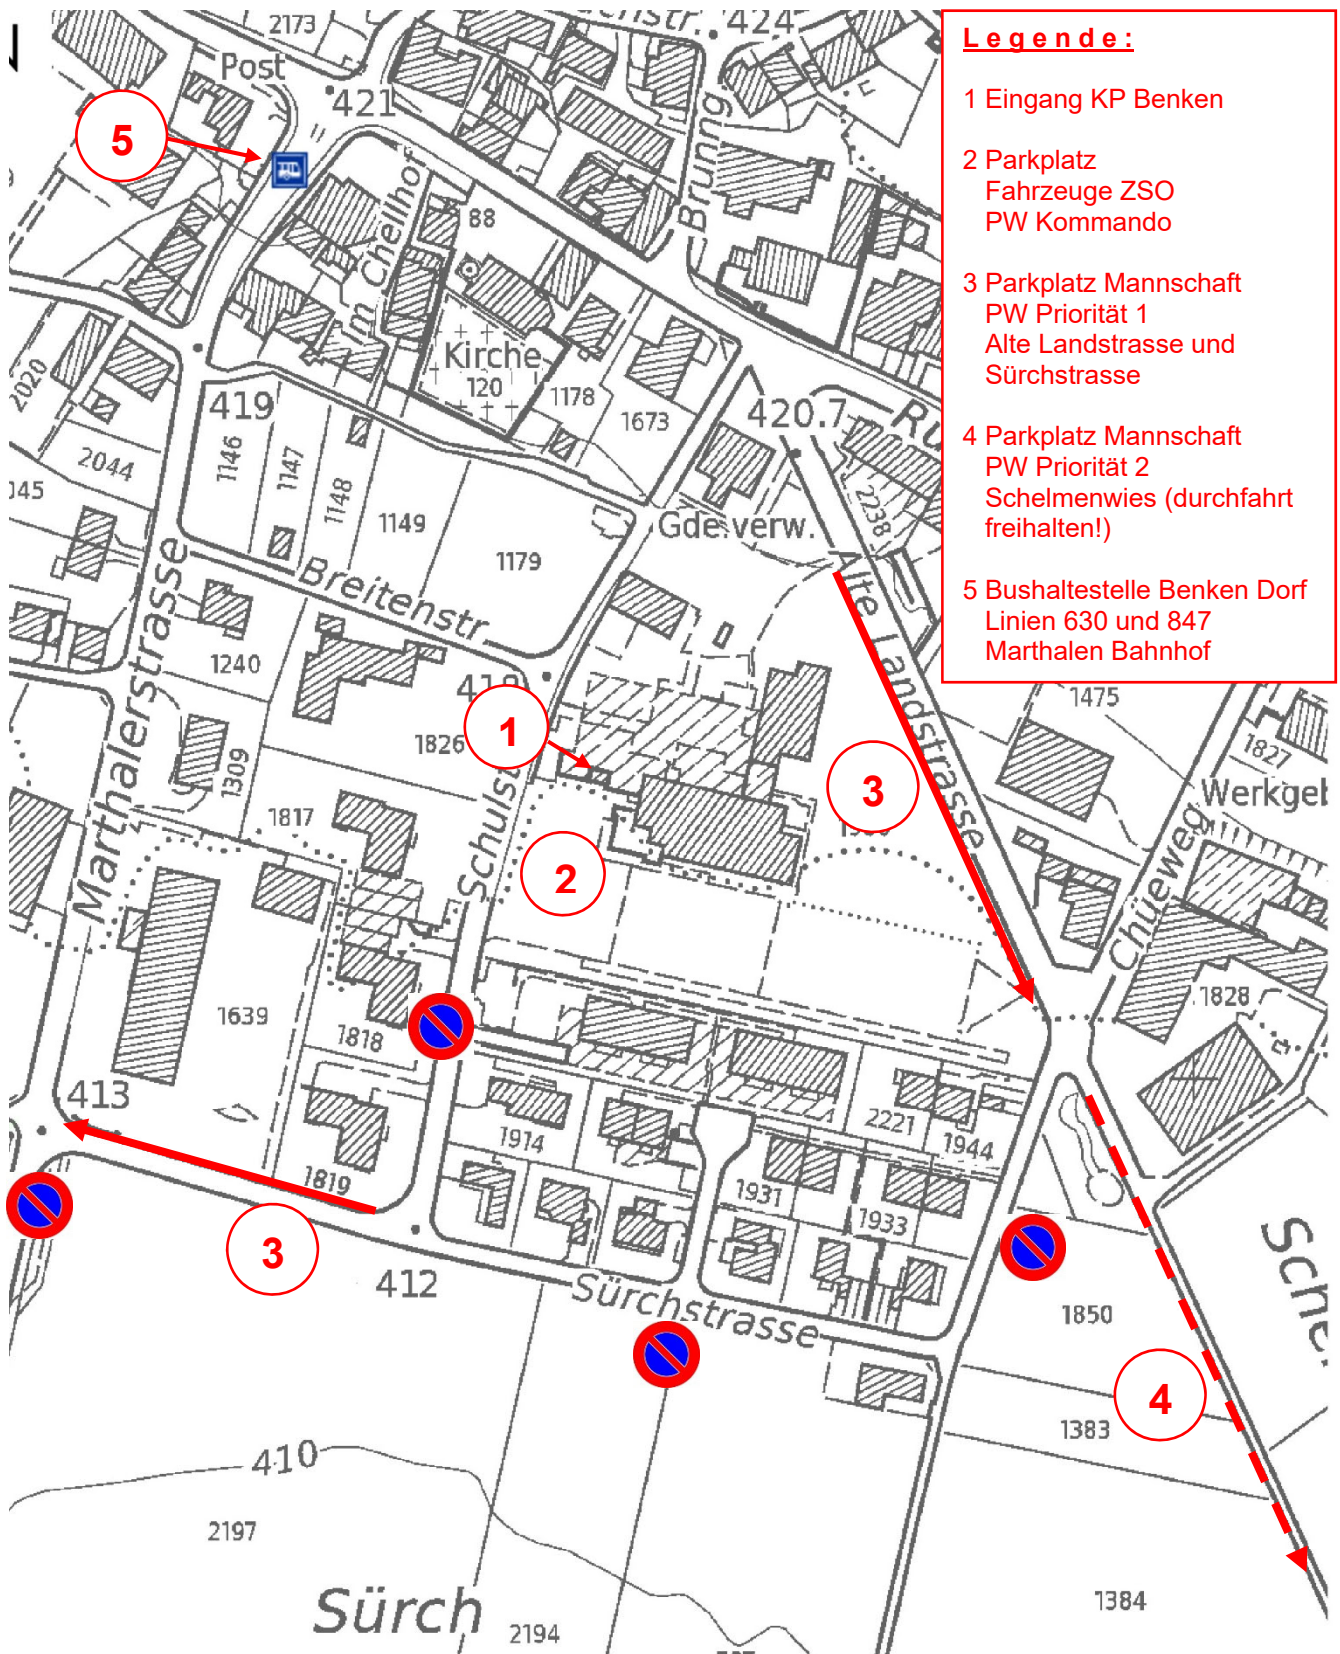 L e g e n d e :
1 Eingang KP Benken
2 Parkplatz
Fahrzeuge ZSO
PW Kommando
3 Parkplatz Mannschaft
PW Priorität 1
Alte Landstrasse und
Sürchstrasse
4 Parkplatz Mannschaft
PW Priorität 2
Schelmenwies (durchfahrt
freihalten!)
5 Bushaltestelle Benken Dorf
Linien 630 und 847
Marthalen Bahnhof
2173
424
Post
421
5
Brunng
88
Im Chellhof
Kirche
120
1178
1673
2020
419
420.7
Ru
1146
1147
1148
1149
2044
045
2238
Gde.verw.
1179
Breitenstr
Alte Landstrasse
1240
Marthalerstrasse
1475
1
1826
1309
1827
Werkgeb
3
1817
Schulst
2
Chüeweg
1639
1818
1828
413
1914
2221
1944
1819
1931
1933
3
412
Sürchstrasse
1850
Sche
4
1383
410
2197
1384
Sürch
2194